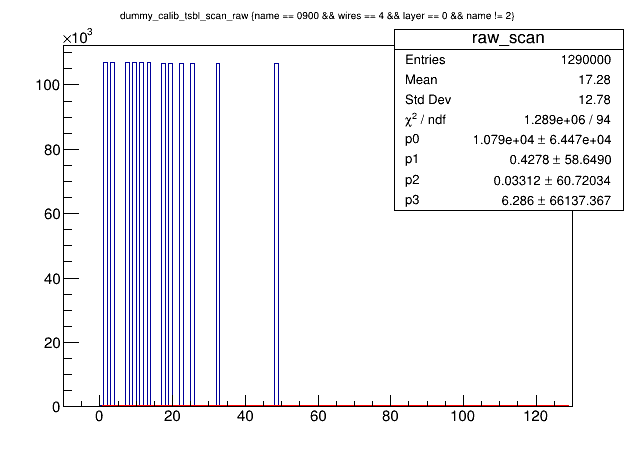 dummy_calib_tsbl_scan_raw {name == 0900 && wires == 4 && layer == 0 && name != 2}
×10³
raw_scan
Entries 1290000
Mean 17.28
Std Dev 12.78
χ² / ndf 1.289e+06 / 94
p0 1.079e+04 ± 6.447e+04
p1 0.4278 ± 58.6490
p2 0.03312 ± 60.72034
p3 6.286 ± 66137.367
100
80
60
40
20
0
0 20 40 60 80 100 120